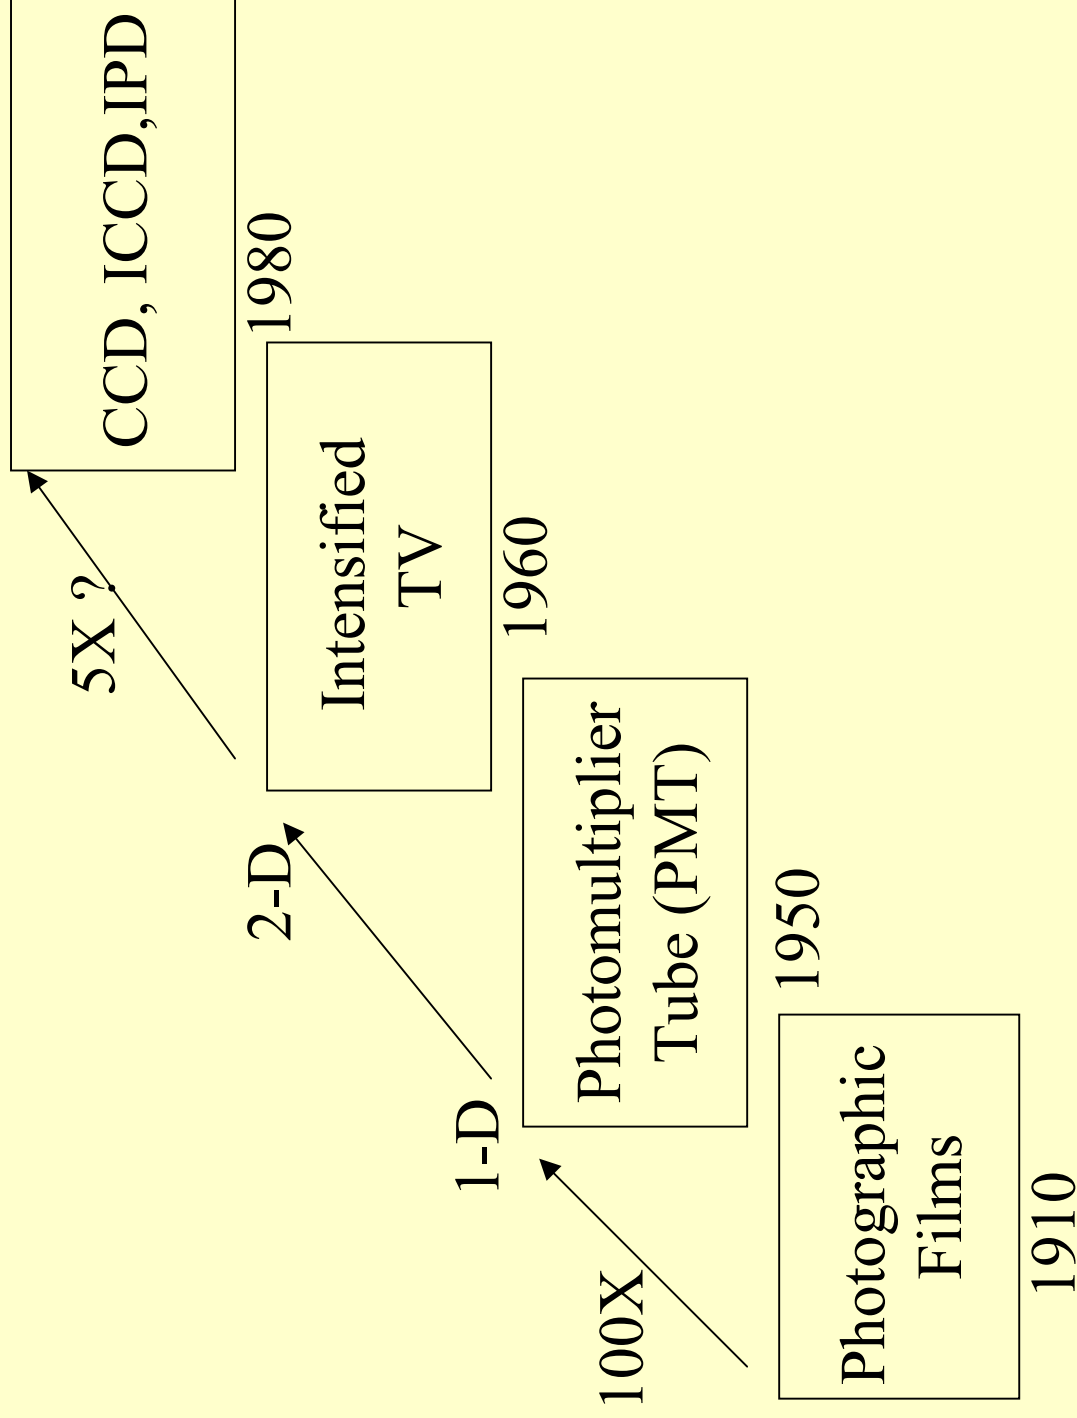 CCD, ICCD,IPD
5X ?
1980
Intensified
TV
2-D
1960
Photomultiplier
Tube (PMT)
1-D
1950
100X
Photographic
Films
1910